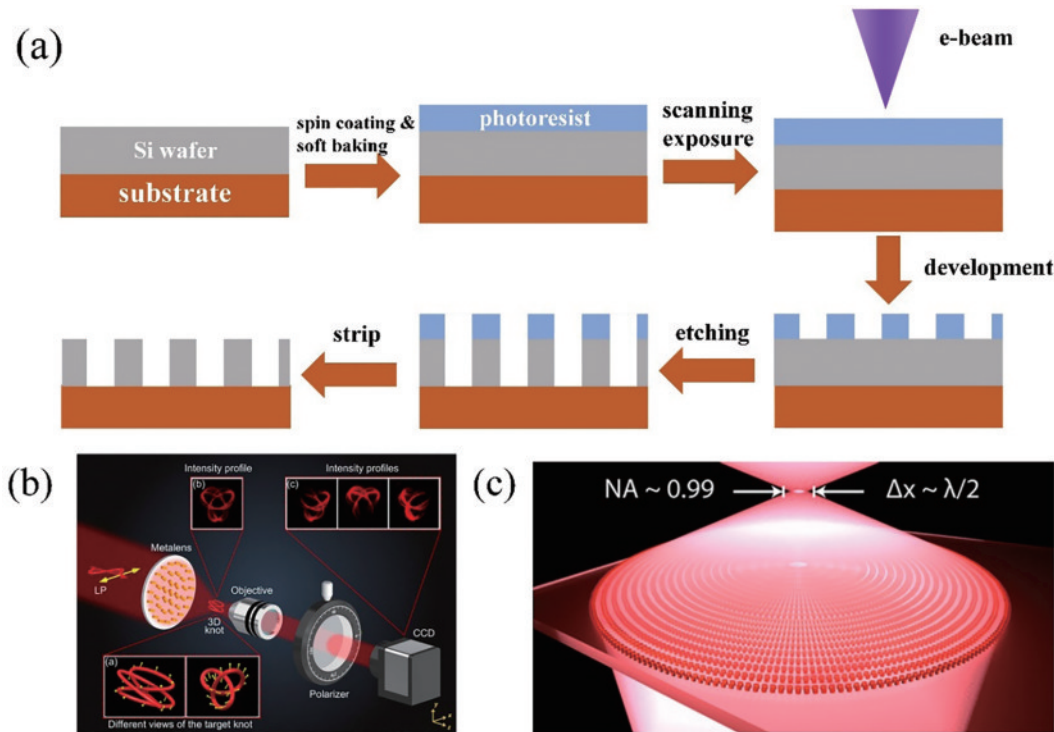 (a)
e-beam
spin coating &
soft baking
photoresist
scanning
exposure
Si wafer
substrate
development
strip
etching
(b)
Intensity profile
(b)
Intensity profiles
(c)
Metalens
LP
3D
knot
Objective
CCD
Polarizer
(a)
Different views of the target knot
(c)
NA ~ 0.99
Δx ~ λ/2